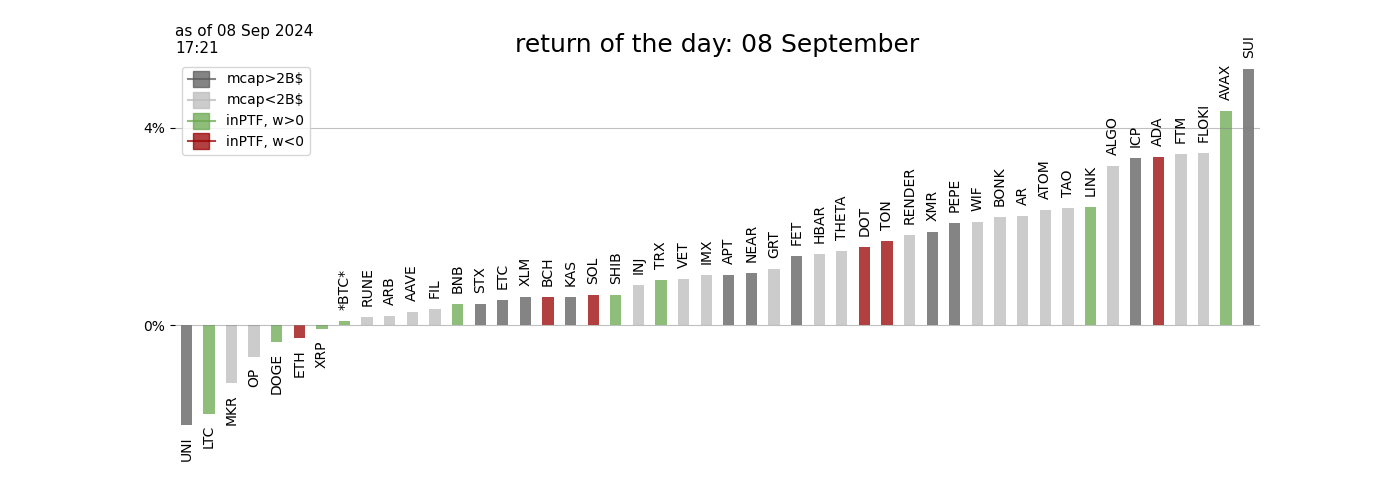 as of 08 Sep 2024
17:21
return of the day: 08 September
mcap>2B$
mcap<2B$
inPTF, w>0
inPTF, w<0
4%
0%
UNI
LTC
MKR
OP
DOGE
ETH
XRP
*BTC*
RUNE
ARB
AAVE
FIL
BNB
STX
ETC
XLM
BCH
KAS
SOL
SHIB
INJ
TRX
VET
IMX
APT
NEAR
GRT
FET
HBAR
THETA
DOT
TON
RENDER
XMR
PEPE
WIF
BONK
AR
ATOM
TAO
LINK
ALGO
ICP
ADA
FTM
FLOKI
AVAX
SUI